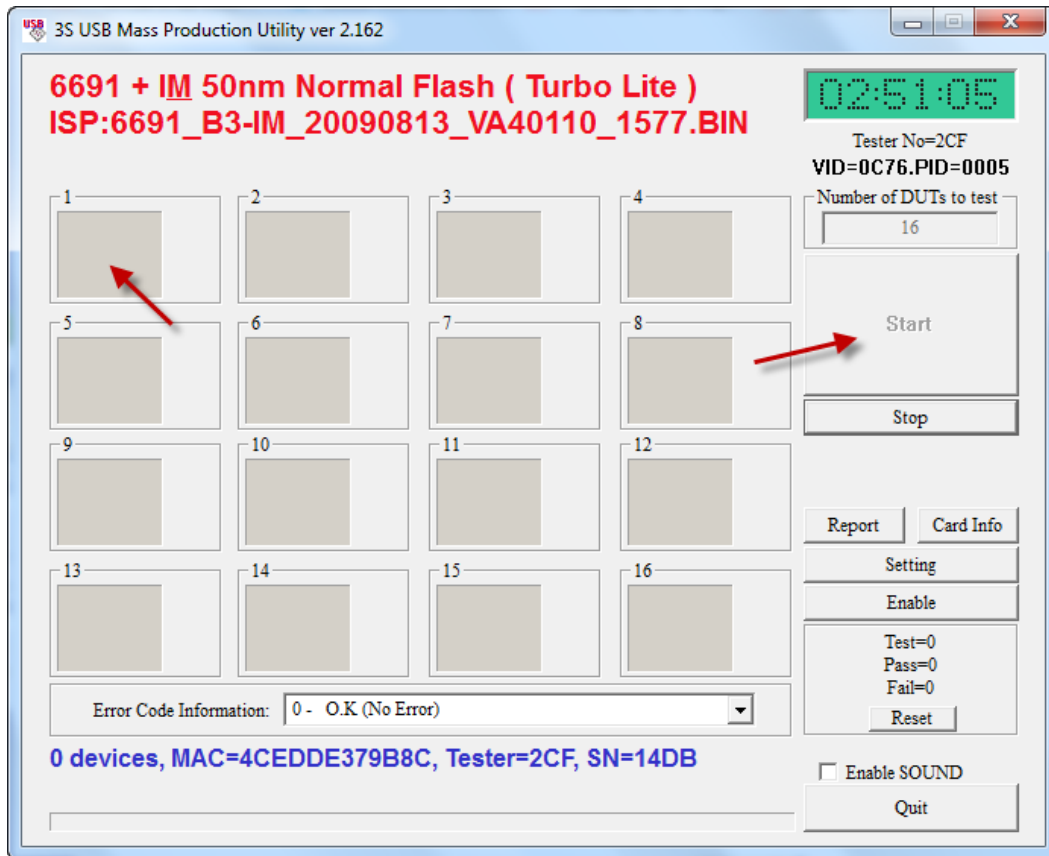 USB
3S USB Mass Production Utility ver 2.162
6691 + IM 50nm Normal Flash ( Turbo Lite )
ISP:6691_B3-IM_20090813_VA40110_1577.BIN
02:51:05
Tester No=2CF
VID=0C76.PID=0005
Number of DUTs to test
16
1 2 3 4
5 6 7 8
9 10 11 12
13 14 15 16
Start
Stop
Report Card Info
Setting
Enable
Test=0
Pass=0
Fail=0
Reset
Error Code Information: 0 - O.K (No Error)
0 devices, MAC=4CEDDE379B8C, Tester=2CF, SN=14DB
Enable SOUND
Quit